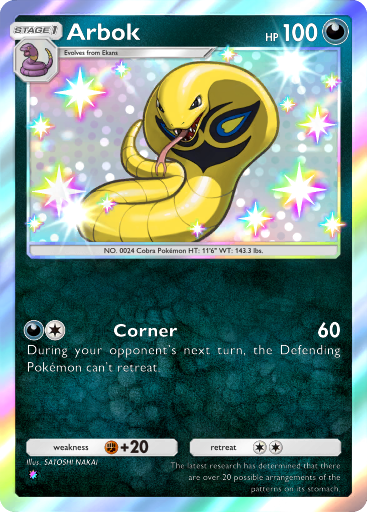 STAGE 1
Arbok
HP 100
Evolves from Ekans
NO. 0024 Cobra Pokémon HT: 11'6" WT: 143.3 lbs.
Corner 60
During your opponent's next turn, the Defending
Pokémon can't retreat.
weakness +20
retreat
Illus. SATOSHI NAKAI
The latest research has determined that there
are over 20 possible arrangements of the
patterns on its stomach.